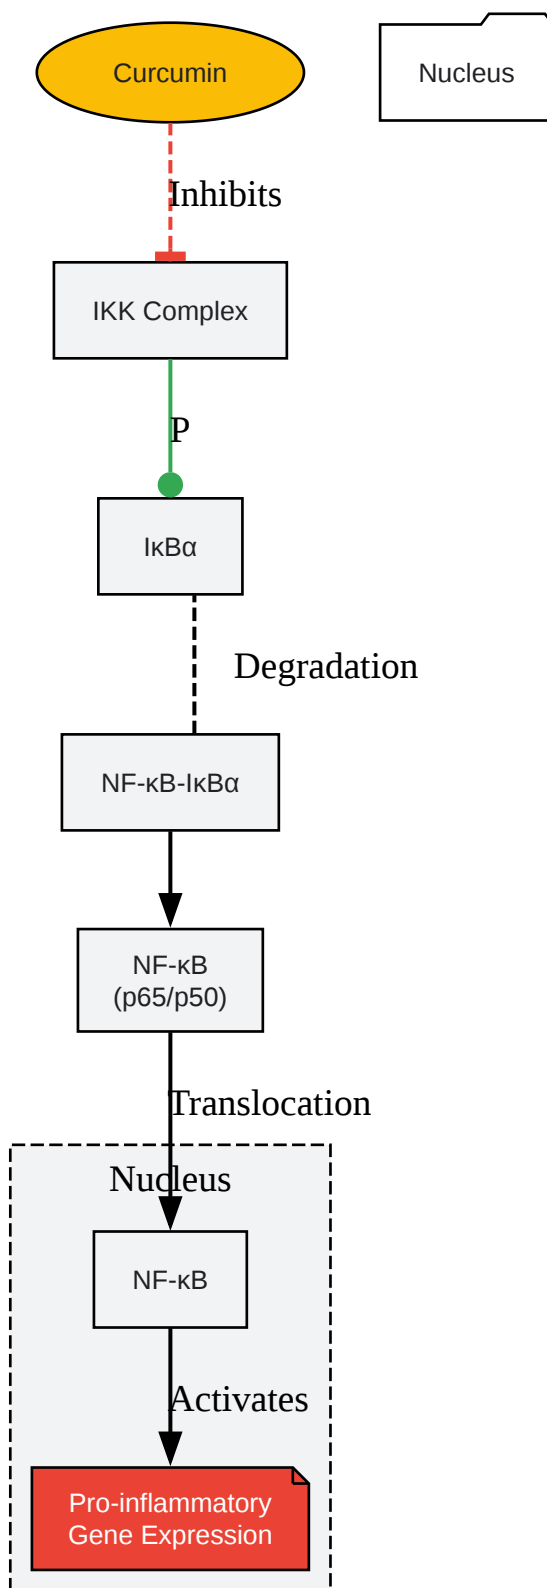 Curcumin
Nucleus
Inhibits
IKK Complex
P
IκBα
Degradation
NF-κB-IκBα
NF-κB
(p65/p50)
Translocation
Nucleus
NF-κB
Activates
Pro-inflammatory
Gene Expression